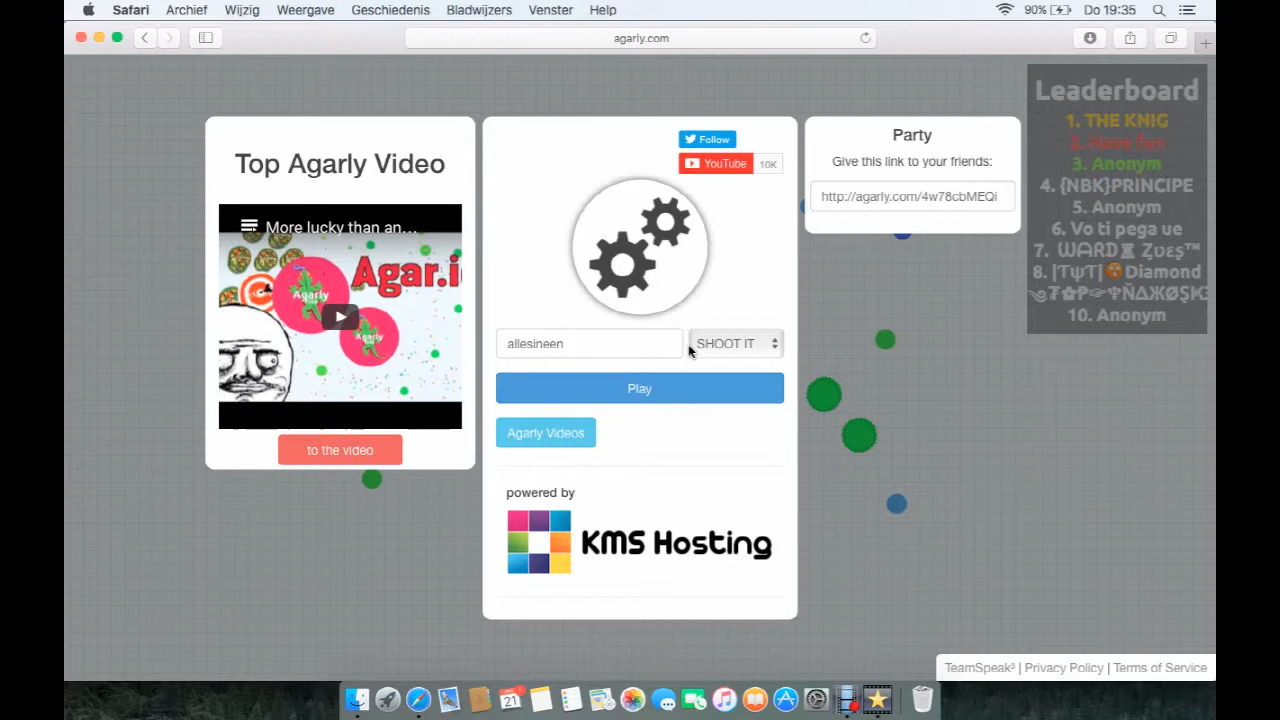 Safari Archief Wijzig Weergave Geschiedenis Bladwijzers Venster Help 90% Do 19:35
agarly.com
Top Agarly Video
More lucky than an...
Agar.i
Agarly
Agarly
to the video
Follow
YouTube 10K
allesineen SHOOT IT
Play
Agarly Videos
powered by
KMS Hosting
Party
Give this link to your friends:
http://agarly.com/4w78cbMEQi
Leaderboard
1. THE KNIG
2. Have fun
3. Anonym
4. {NBK}PRINCIPE
5. Anonym
6. Vo ti pega ue
8. |TψT|😡Diamond
10. Anonym
TeamSpeak³ | Privacy Policy | Terms of Service
21